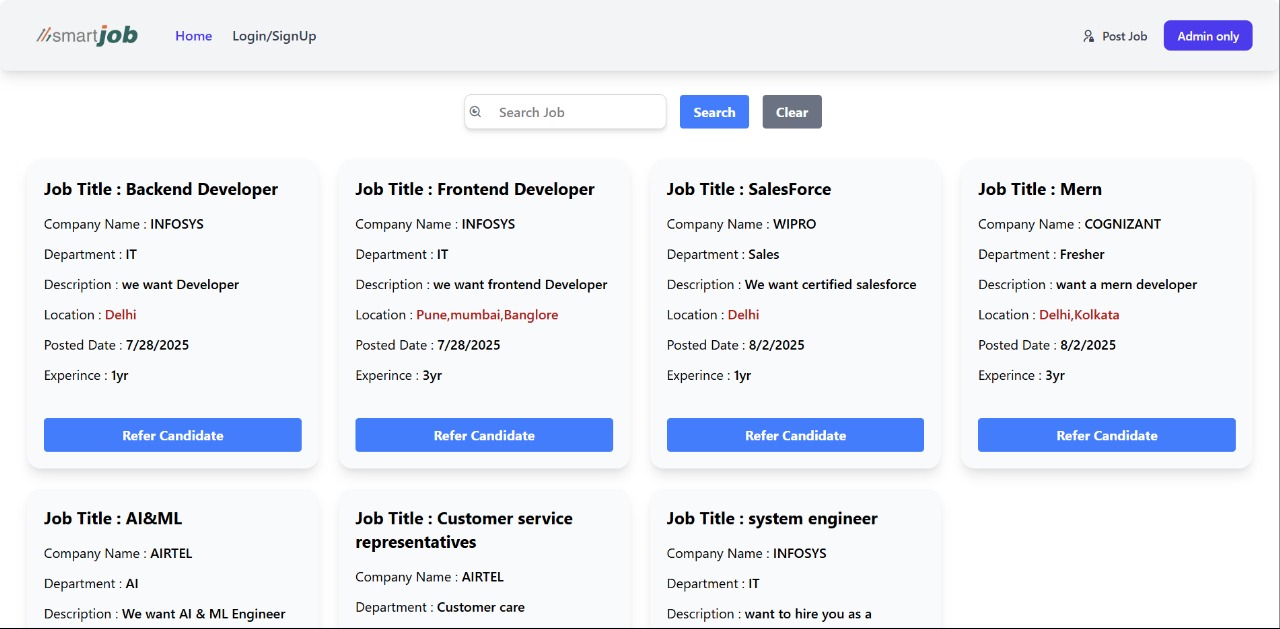 smartjob
Home
Login/SignUp
Post Job
Admin only
Search Job
Search
Clear
Job Title : Backend Developer
Company Name : INFOSYS
Department : IT
Description : we want Developer
Location : Delhi
Posted Date : 7/28/2025
Experince : 1yr
Refer Candidate
Job Title : Frontend Developer
Company Name : INFOSYS
Department : IT
Description : we want frontend Developer
Location : Pune,mumbai,Banglore
Posted Date : 7/28/2025
Experince : 3yr
Refer Candidate
Job Title : SalesForce
Company Name : WIPRO
Department : Sales
Description : We want certified salesforce
Location : Delhi
Posted Date : 8/2/2025
Experince : 1yr
Refer Candidate
Job Title : Mern
Company Name : COGNIZANT
Department : Fresher
Description : want a mern developer
Location : Delhi,Kolkata
Posted Date : 8/2/2025
Experince : 3yr
Refer Candidate
Job Title : AI&ML
Company Name : AIRTEL
Department : AI
Description : We want AI & ML Engineer
Job Title : Customer service
representatives
Company Name : AIRTEL
Department : Customer care
Job Title : system engineer
Company Name : INFOSYS
Department : IT
Description : want to hire you as a